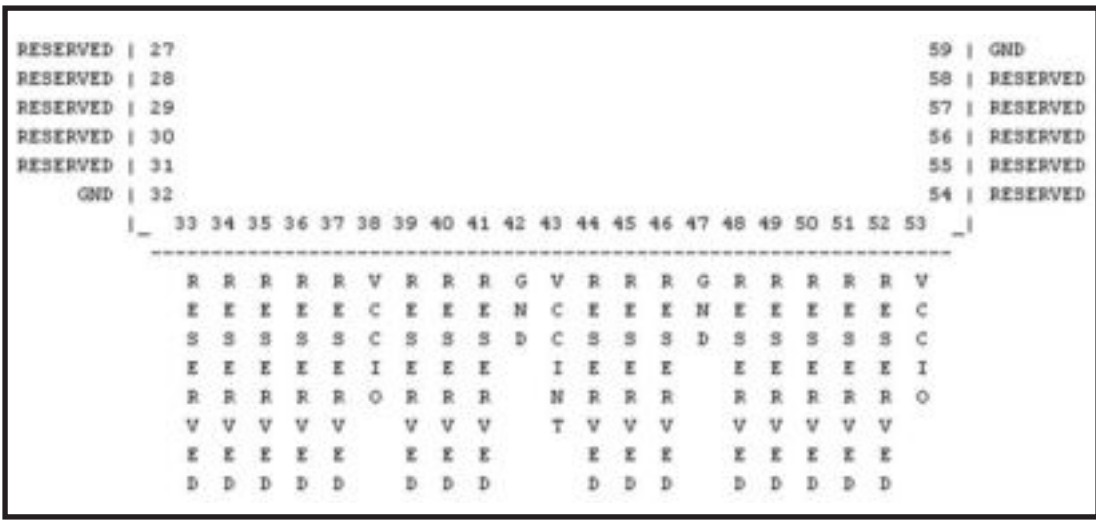 RESERVED | 27 59 | GND
RESERVED | 28 58 | RESERVED
RESERVED | 29 57 | RESERVED
RESERVED | 30 56 | RESERVED
RESERVED | 31 55 | RESERVED
GND | 32 54 | RESERVED
|_ 33 34 35 36 37 38 39 40 41 42 43 44 45 46 47 48 49 50 51 52 53 _|
------------------------------------------------------------------
R R R R R V R R R G V R R R G R R R R R V
E E E E E C E E E N C E E E N E E E E E C
S S S S S C S S S D C S S S D S S S S S C
E E E E E I E E E I E E E E E E E E I
R R R R R O R R R N R R R R R R R R O
V V V V V V V V T V V V V V V V V
E E E E E E E E E E E E E E E E
D D D D D D D D D D D D D D D D